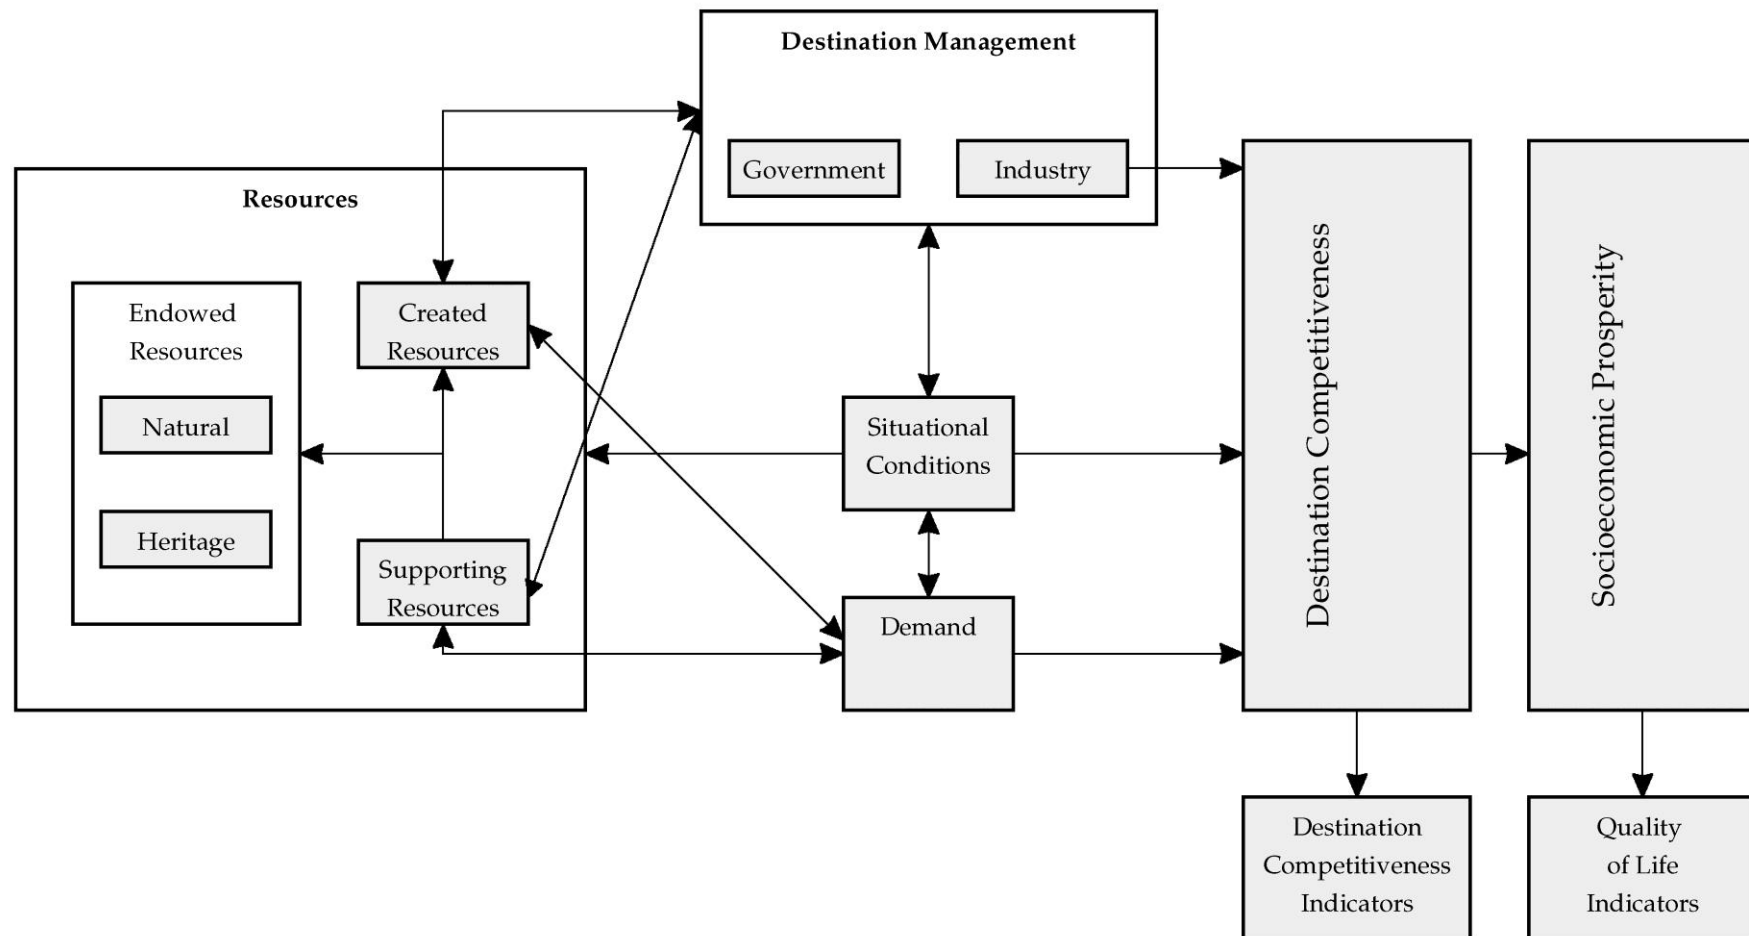 Destination Management
Government
Industry
Resources
Endowed
Resources
Natural
Heritage
Created
Resources
Supporting
Resources
Situational
Conditions
Demand
Destination Competitiveness
Socioeconomic Prosperity
Destination
Competitiveness
Indicators
Quality
of Life
Indicators